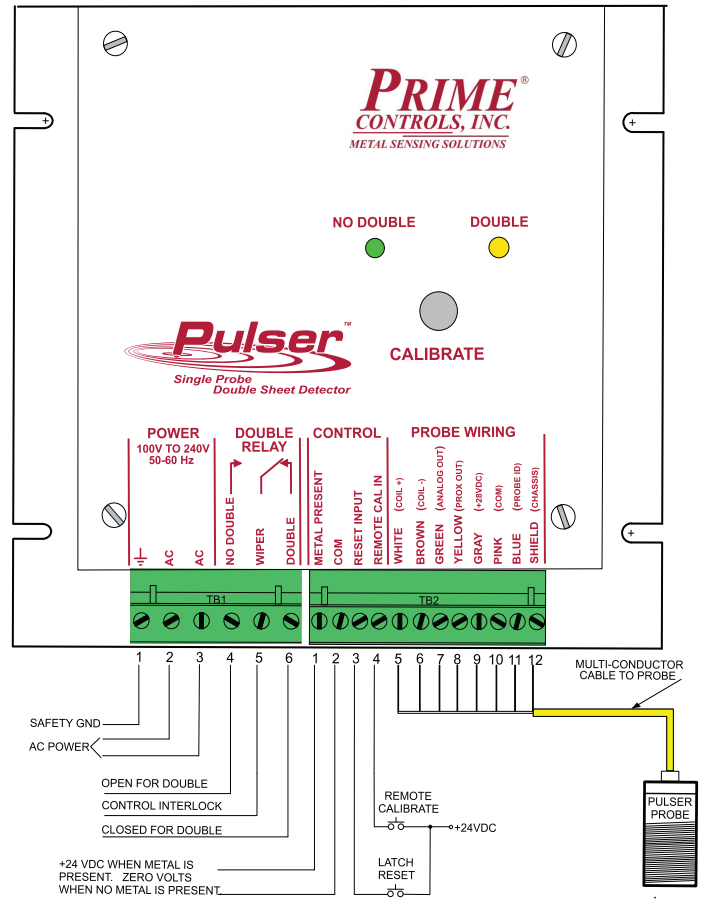 PRIME®
CONTROLS, INC.
METAL SENSING SOLUTIONS
NO DOUBLE
DOUBLE
CALIBRATE
Pulser™
Single Probe
Double Sheet Detector
POWER
100V TO 240V
50-60 Hz
DOUBLE
RELAY
CONTROL
PROBE WIRING
AC
AC
NO DOUBLE
WIPER
DOUBLE
METAL PRESENT
COM
RESET INPUT
REMOTE CAL IN
WHITE (COIL +)
BROWN (COIL -)
GREEN (ANALOG OUT)
YELLOW (PROX OUT)
GRAY (+28VDC)
PINK (COM)
BLUE (PROBE ID)
SHIELD (CHASSIS)
TB1
TB2
1 2 3 4 5 6
1 2 3 4 5 6 7 8 9 10 11 12
MULTI-CONDUCTOR
CABLE TO PROBE
SAFETY GND
AC POWER
OPEN FOR DOUBLE
CONTROL INTERLOCK
CLOSED FOR DOUBLE
REMOTE
CALIBRATE
+24VDC
PULSER
PROBE
+24 VDC WHEN METAL IS
PRESENT. ZERO VOLTS
WHEN NO METAL IS PRESENT
LATCH
RESET